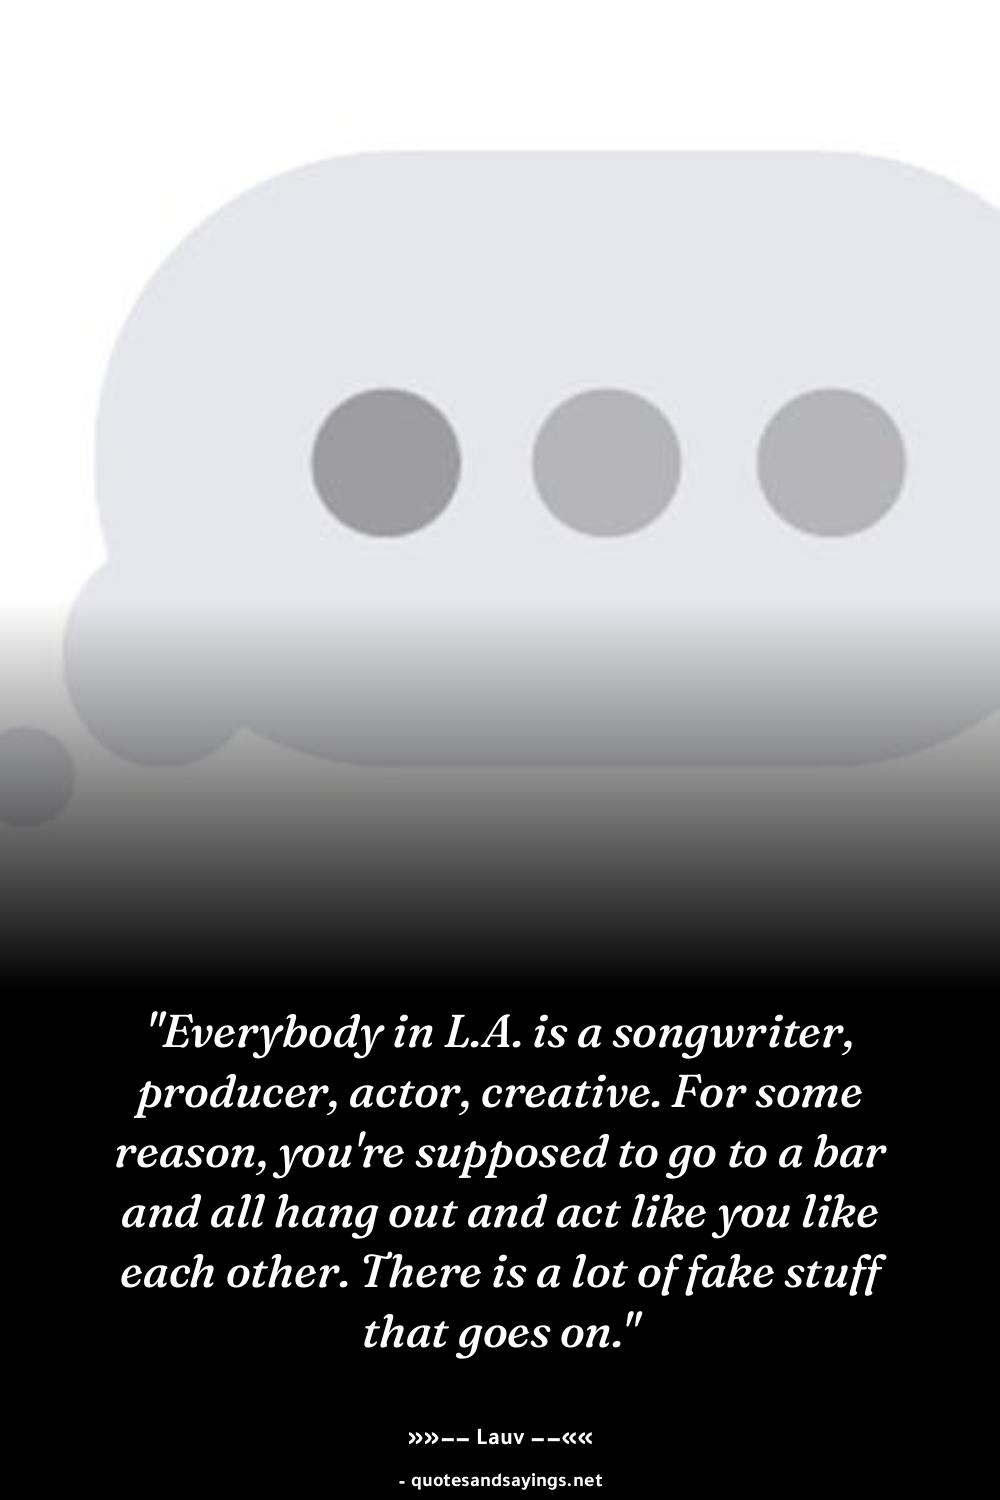 "Everybody in L.A. is a songwriter,
producer, actor, creative. For some
reason, you're supposed to go to a bar
and all hang out and act like you like
each other. There is a lot of fake stuff
that goes on."
»»−− Lauv −−««
- quotesandsayings.net